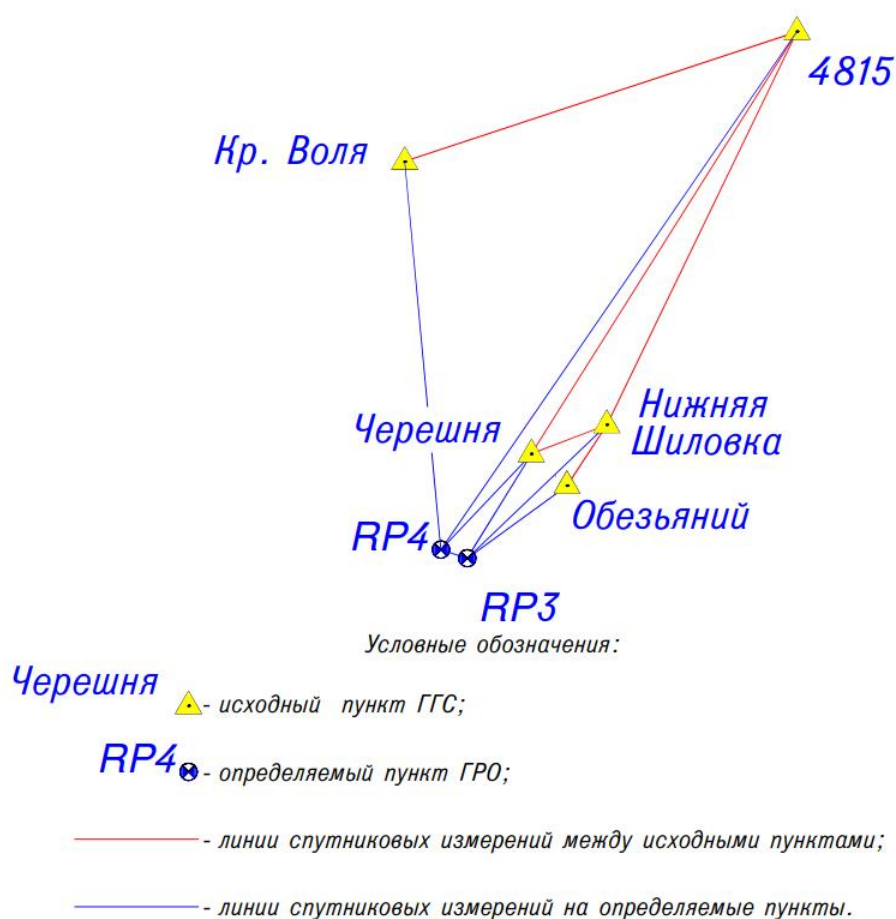 4815
Кр. Воля
Черешня
Нижняя
Шиловка
Обезьяний
RP4
RP3
Условные обозначения:
Черешня - исходный пункт ГГС;
RP4 - определяемый пункт ГРО;
- линии спутниковых измерений между исходными пунктами;
- линии спутниковых измерений на определяемые пункты.